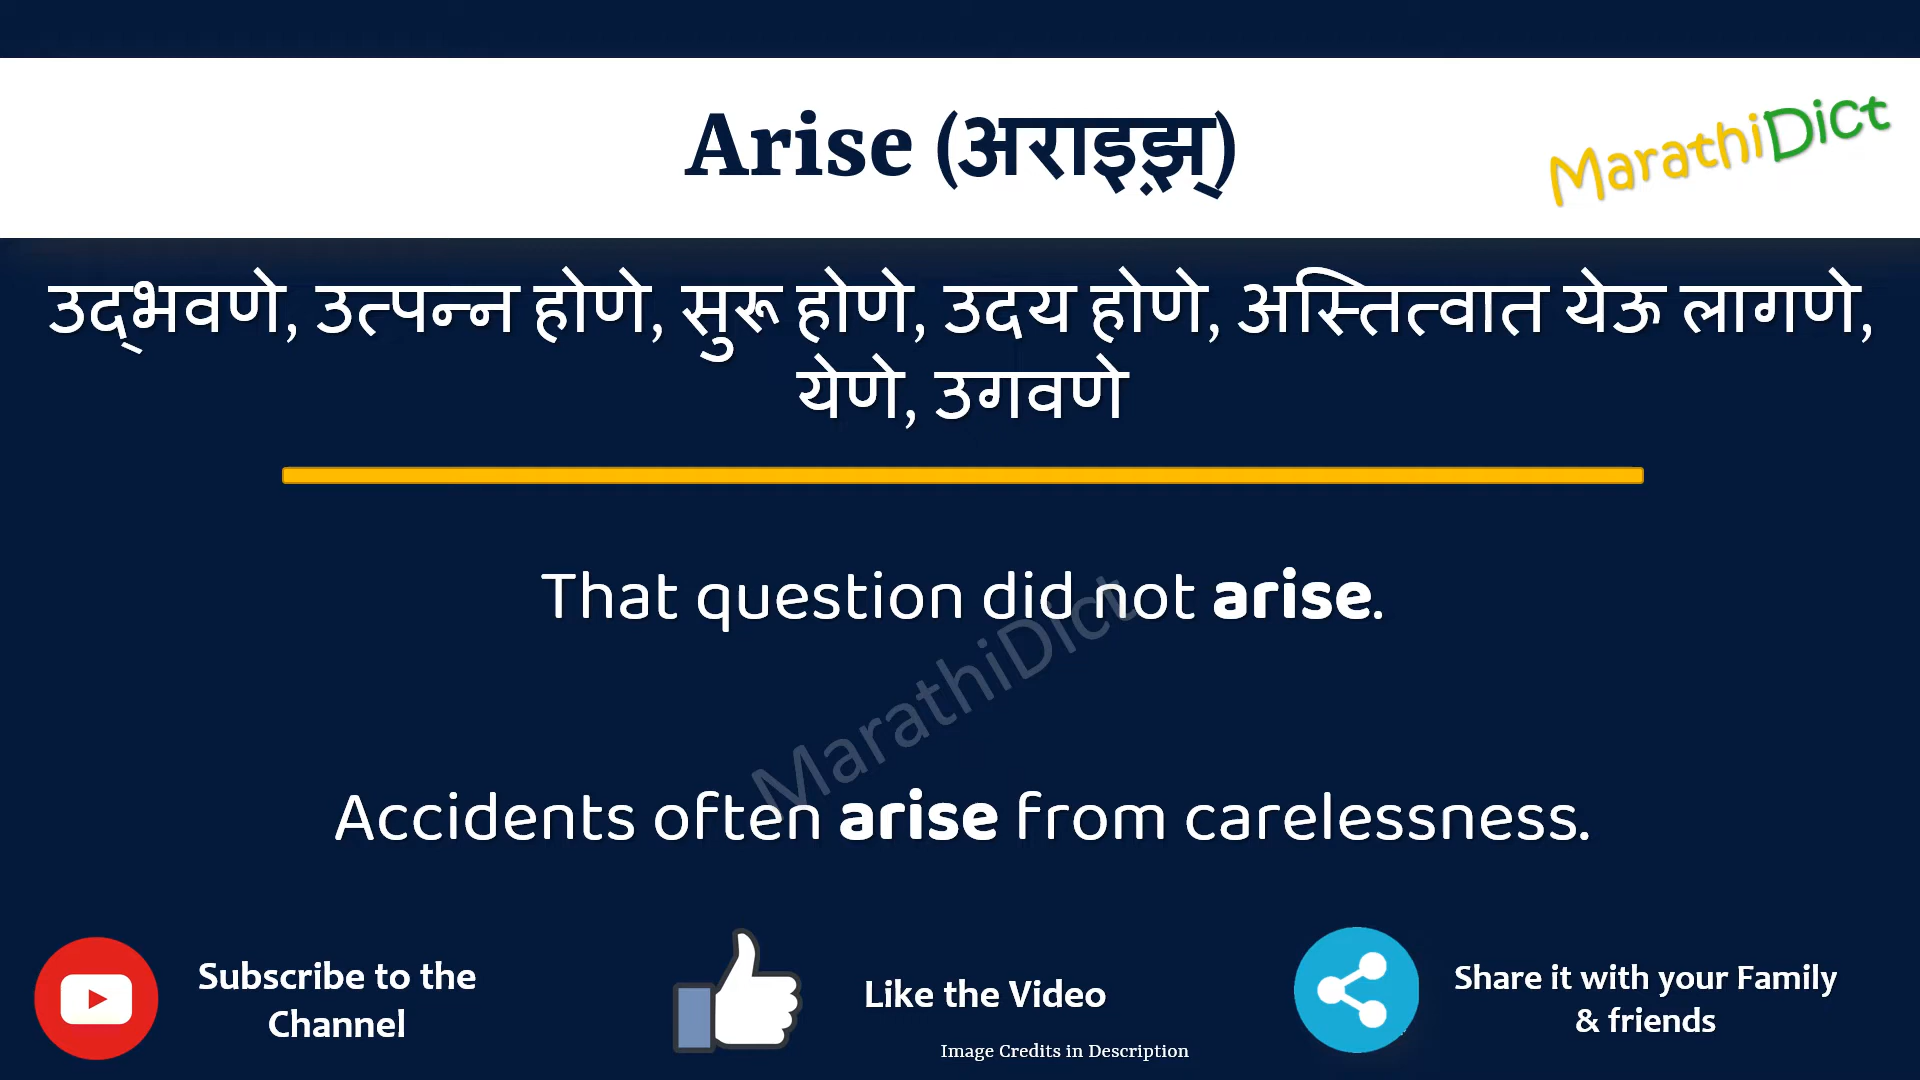 Arise (अराइझ़्)
MarathiDict
उद्‌भवणे, उत्पन्न होणे, सुरू होणे, उदय होणे, अस्तित्वात येऊ लागणे,
येणे, उगवणे
That question did not arise.
MarathiDict
Accidents often arise from carelessness.
Subscribe to the
Channel
Like the Video
Share it with your Family
& friends
Image Credits in Description